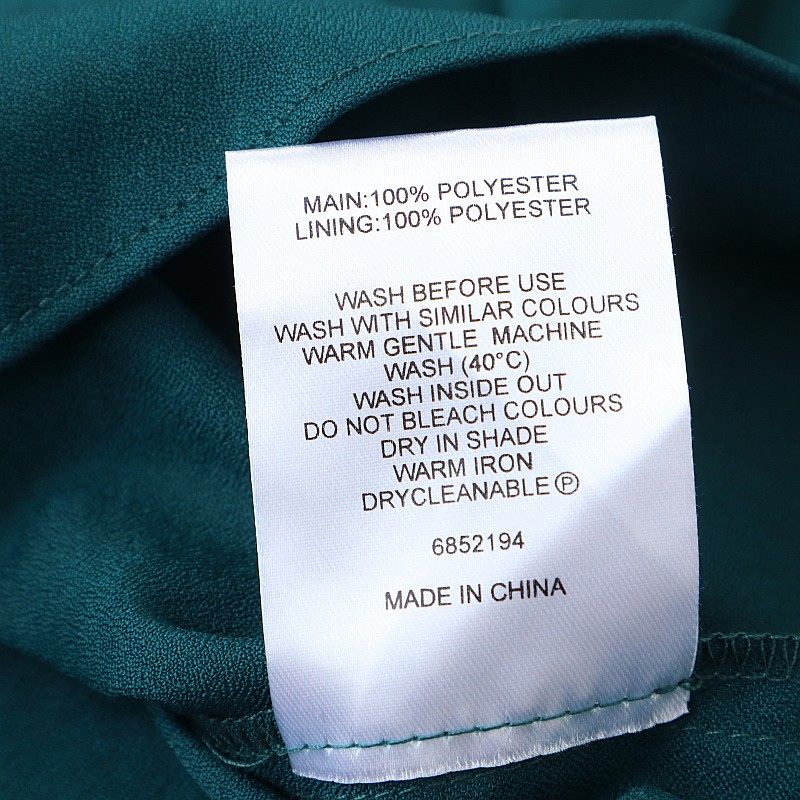 MAIN:100% POLYESTER
LINING:100% POLYESTER
WASH BEFORE USE
WASH WITH SIMILAR COLOURS
WARM GENTLE MACHINE
WASH (40°C)
WASH INSIDE OUT
DO NOT BLEACH COLOURS
DRY IN SHADE
WARM IRON
DRYCLEANABLE Ⓟ
6852194
MADE IN CHINA